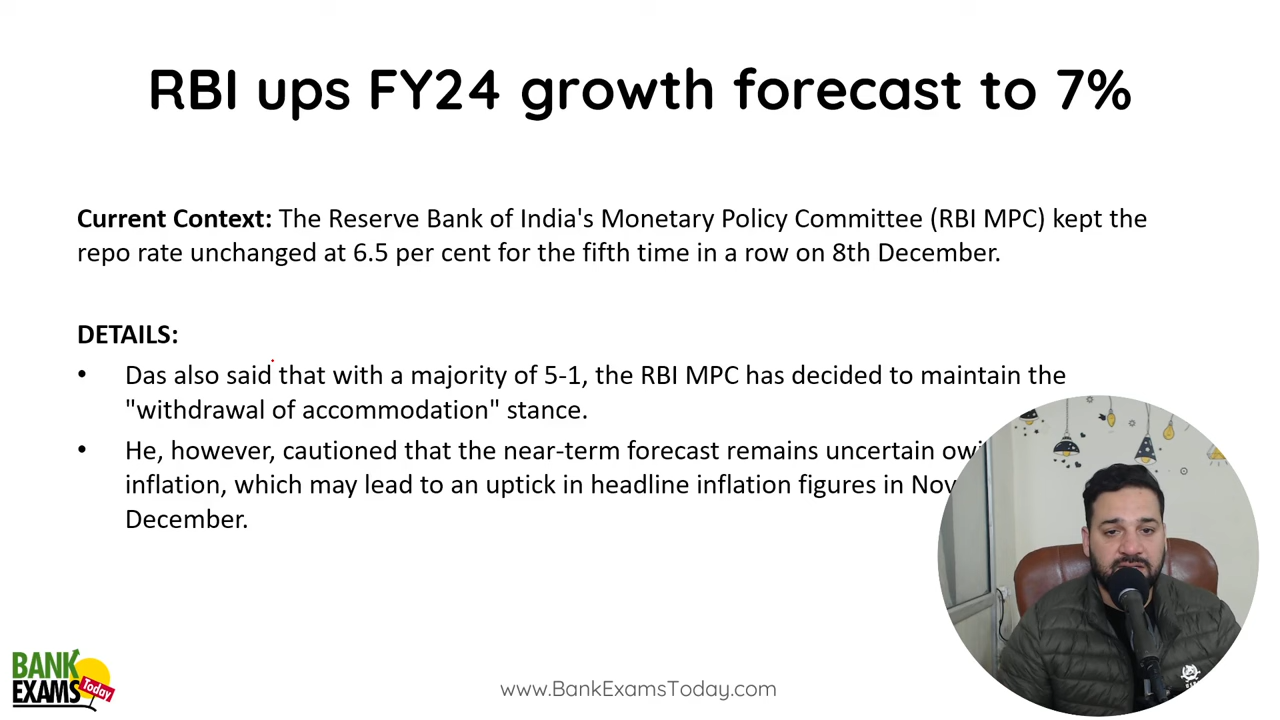 RBI ups FY24 growth forecast to 7%
Current Context: The Reserve Bank of India's Monetary Policy Committee (RBI MPC) kept the
repo rate unchanged at 6.5 per cent for the fifth time in a row on 8th December.
DETAILS:
• Das also said that with a majority of 5-1, the RBI MPC has decided to maintain the
"withdrawal of accommodation" stance.
• He, however, cautioned that the near-term forecast remains uncertain
inflation, which may lead to an uptick in headline inflation figures in
December.
BANK
EXAMS Today
www.BankExamsToday.com